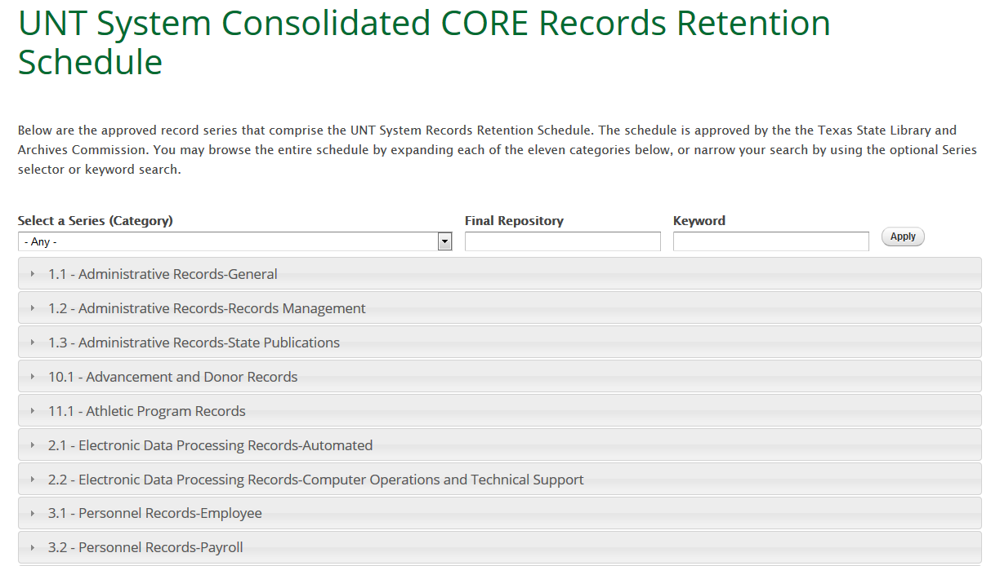 UNT System Consolidated CORE Records Retention
Schedule
Below are the approved record series that comprise the UNT System Records Retention Schedule. The schedule is approved by the the Texas State Library and
Archives Commission. You may browse the entire schedule by expanding each of the eleven categories below, or narrow your search by using the optional Series
selector or keyword search.
Select a Series (Category) Final Repository Keyword
- Any - Apply
1.1 - Administrative Records-General
1.2 - Administrative Records-Records Management
1.3 - Administrative Records-State Publications
10.1 - Advancement and Donor Records
11.1 - Athletic Program Records
2.1 - Electronic Data Processing Records-Automated
2.2 - Electronic Data Processing Records-Computer Operations and Technical Support
3.1 - Personnel Records-Employee
3.2 - Personnel Records-Payroll